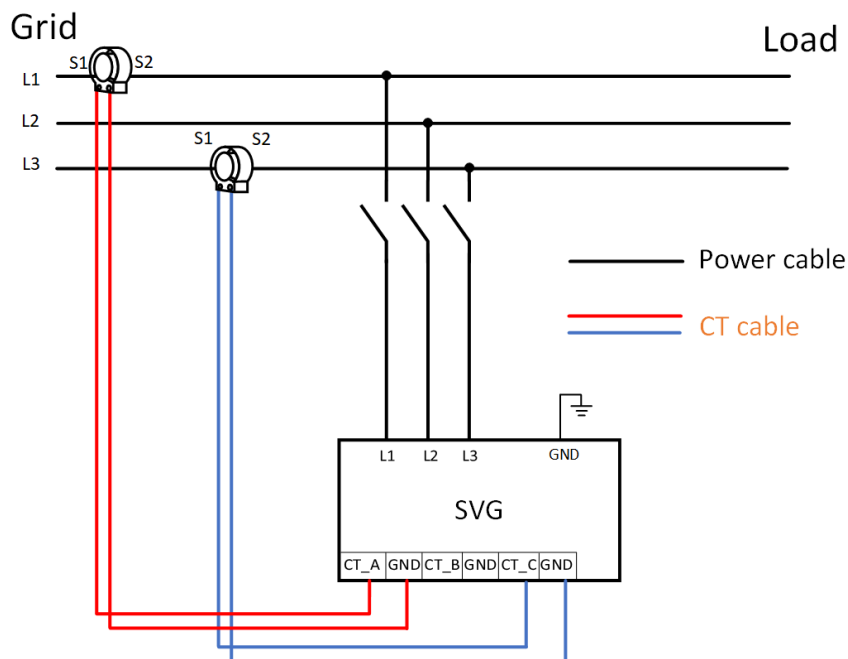 Grid
Load
S1 S2
L1
L2
S1 S2
L3
Power cable
CT cable
L1 L2 L3 GND
SVG
CT_A GND CT_B GND CT_C GND